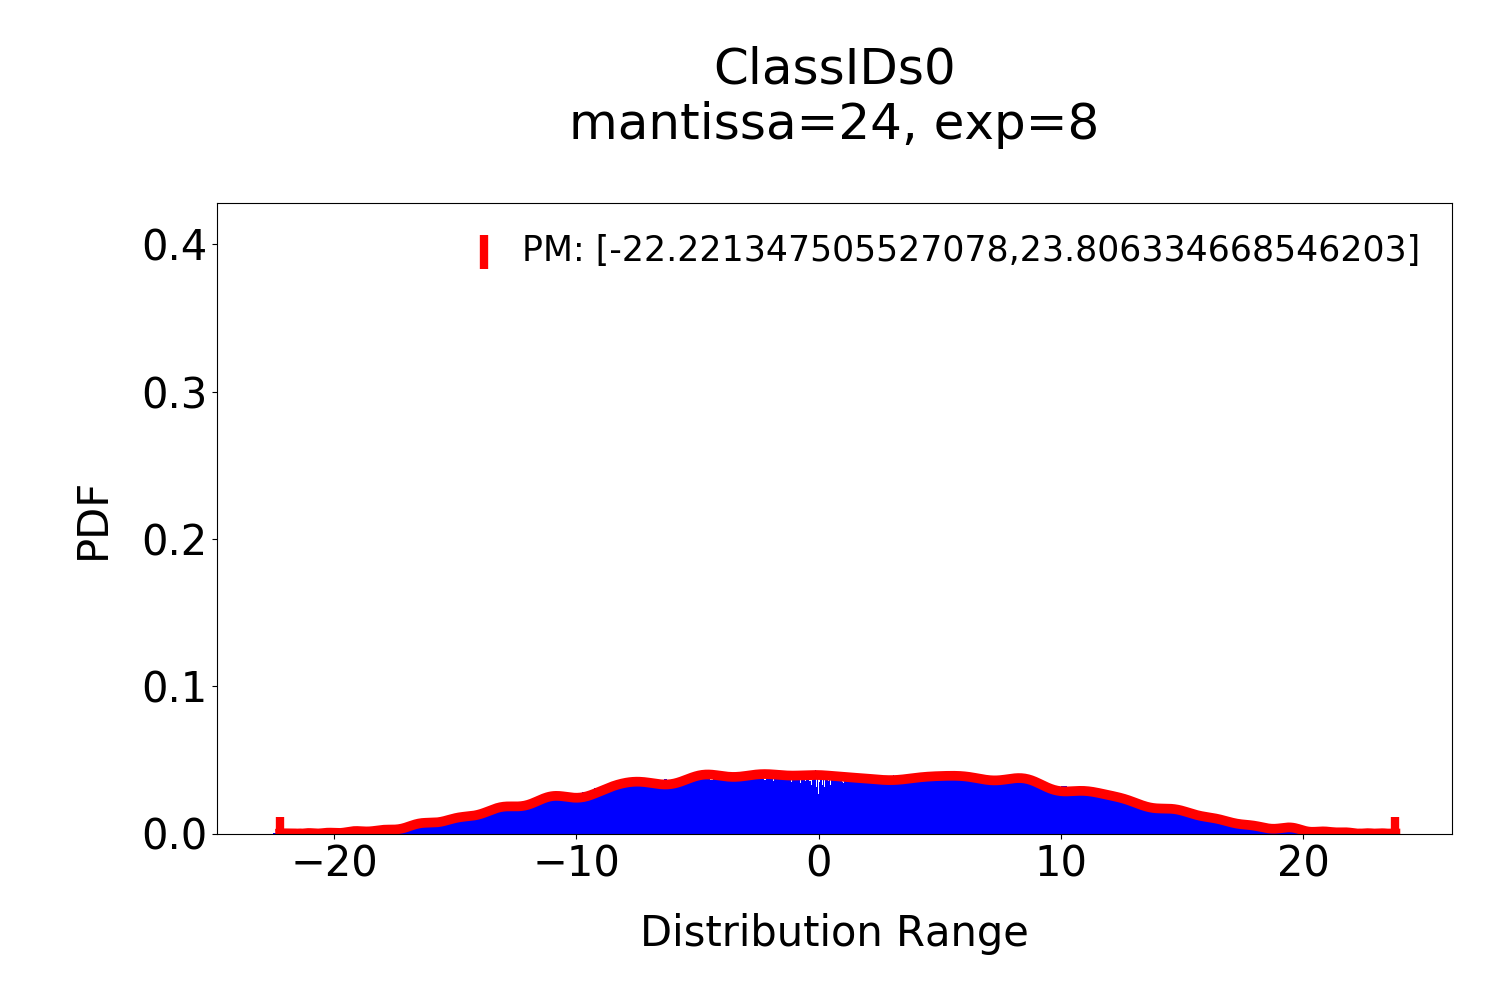 ClassIDs0
mantissa=24, exp=8
PM: [-22.221347505527078,23.806334668546203]
0.4
0.3
0.2
0.1
0.0
PDF
−20
−10
0
10
20
Distribution Range